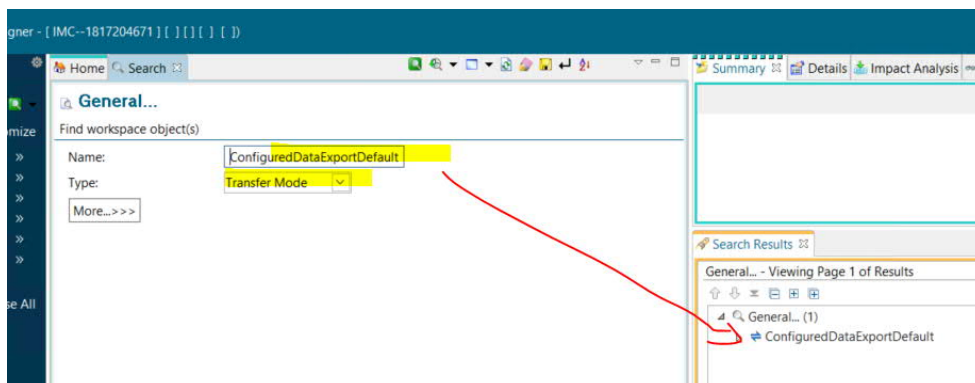 gner - [ IMC--1817204671 ] [ ] [ ] [ ] [ ])
Home Search
General...
omize
Find workspace object(s)
Name: ConfiguredDataExportDefault
Type: Transfer Mode
More...>>>
se All
Summary Details Impact Analysis
Search Results
General... - Viewing Page 1 of Results
General... (1)
ConfiguredDataExportDefault